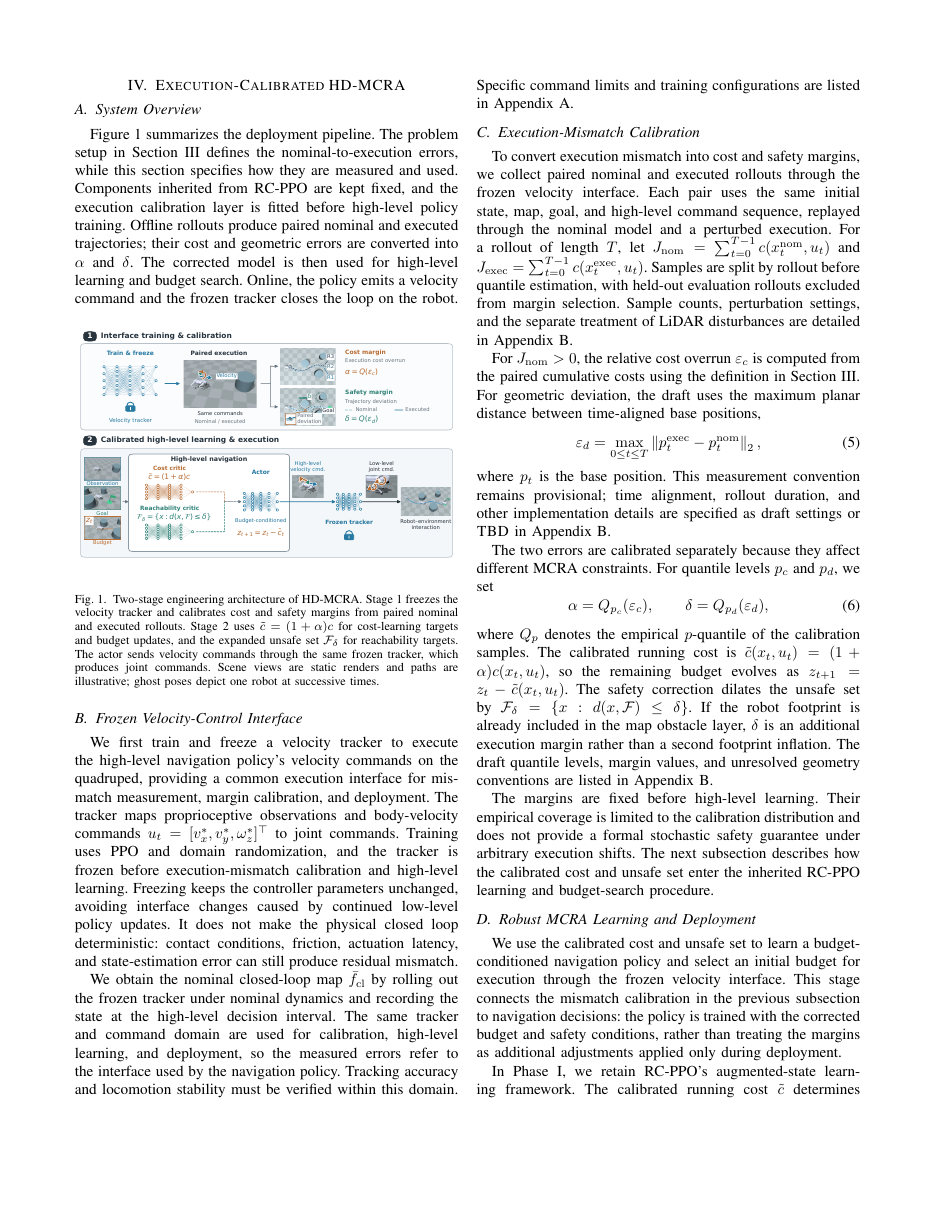 IV. EXECUTION-CALIBRATED HD-MCRA
A. System Overview
Figure 1 summarizes the deployment pipeline. The problem
setup in Section III defines the nominal-to-execution errors,
while this section specifies how they are measured and used.
Components inherited from RC-PPO are kept fixed, and the
execution calibration layer is fitted before high-level policy
training. Offline rollouts produce paired nominal and executed
trajectories; their cost and geometric errors are converted into
α and δ. The corrected model is then used for high-level
learning and budget search. Online, the policy emits a velocity
command and the frozen tracker closes the loop on the robot.
1 Interface training & calibration
Train & freeze
Velocity tracker
Paired execution
Velocity
Same commands
Nominal / executed
R3
R2
R1
Cost margin
Execution cost overrun
α = Q(ε_c)
Goal
Paired
deviation
Safety margin
Trajectory deviation
Nominal Executed
δ = Q(ε_d)
2 Calibrated high-level learning & execution
Observation
Goal
z_t
Budget
High-level navigation
Cost critic
c̃ = (1 + α)c
Reachability critic
F_δ = {x : d(x, F) ≤ δ}
Actor
Budget-conditioned
z_{t+1} = z_t − c̃_t
High-level
velocity cmd.
Frozen tracker
Low-level
joint cmd.
Robot–environment
interaction
Fig. 1. Two-stage engineering architecture of HD-MCRA. Stage 1 freezes the
velocity tracker and calibrates cost and safety margins from paired nominal
and executed rollouts. Stage 2 uses c̃ = (1 + α)c for cost-learning targets
and budget updates, and the expanded unsafe set F_δ for reachability targets.
The actor sends velocity commands through the same frozen tracker, which
produces joint commands. Scene views are static renders and paths are
illustrative; ghost poses depict one robot at successive times.
B. Frozen Velocity-Control Interface
We first train and freeze a velocity tracker to execute
the high-level navigation policy's velocity commands on the
quadruped, providing a common execution interface for mis-
match measurement, margin calibration, and deployment. The
tracker maps proprioceptive observations and body-velocity
commands u_t = [v_x^*, v_y^*, ω_z^*]^⊤ to joint commands. Training
uses PPO and domain randomization, and the tracker is
frozen before execution-mismatch calibration and high-level
learning. Freezing keeps the controller parameters unchanged,
avoiding interface changes caused by continued low-level
policy updates. It does not make the physical closed loop
deterministic: contact conditions, friction, actuation latency,
and state-estimation error can still produce residual mismatch.
We obtain the nominal closed-loop map f̄_cl by rolling out
the frozen tracker under nominal dynamics and recording the
state at the high-level decision interval. The same tracker
and command domain are used for calibration, high-level
learning, and deployment, so the measured errors refer to
the interface used by the navigation policy. Tracking accuracy
and locomotion stability must be verified within this domain.
Specific command limits and training configurations are listed
in Appendix A.
C. Execution-Mismatch Calibration
To convert execution mismatch into cost and safety margins,
we collect paired nominal and executed rollouts through the
frozen velocity interface. Each pair uses the same initial
state, map, goal, and high-level command sequence, replayed
through the nominal model and a perturbed execution. For
a rollout of length T, let J_nom = ∑_{t=0}^{T−1} c(x_t^nom, u_t) and
J_exec = ∑_{t=0}^{T−1} c(x_t^exec, u_t). Samples are split by rollout before
quantile estimation, with held-out evaluation rollouts excluded
from margin selection. Sample counts, perturbation settings,
and the separate treatment of LiDAR disturbances are detailed
in Appendix B.
For J_nom > 0, the relative cost overrun ε_c is computed from
the paired cumulative costs using the definition in Section III.
For geometric deviation, the draft uses the maximum planar
distance between time-aligned base positions,
ε_d = max_{0≤t≤T} ‖p_t^exec − p_t^nom‖_2 , (5)
where p_t is the base position. This measurement convention
remains provisional; time alignment, rollout duration, and
other implementation details are specified as draft settings or
TBD in Appendix B.
The two errors are calibrated separately because they affect
different MCRA constraints. For quantile levels p_c and p_d, we
set
α = Q_{p_c}(ε_c), δ = Q_{p_d}(ε_d), (6)
where Q_p denotes the empirical p-quantile of the calibration
samples. The calibrated running cost is c̃(x_t, u_t) = (1 +
α)c(x_t, u_t), so the remaining budget evolves as z_{t+1} =
z_t − c̃(x_t, u_t). The safety correction dilates the unsafe set
by F_δ = {x : d(x, F) ≤ δ}. If the robot footprint is
already included in the map obstacle layer, δ is an additional
execution margin rather than a second footprint inflation. The
draft quantile levels, margin values, and unresolved geometry
conventions are listed in Appendix B.
The margins are fixed before high-level learning. Their
empirical coverage is limited to the calibration distribution and
does not provide a formal stochastic safety guarantee under
arbitrary execution shifts. The next subsection describes how
the calibrated cost and unsafe set enter the inherited RC-PPO
learning and budget-search procedure.
D. Robust MCRA Learning and Deployment
We use the calibrated cost and unsafe set to learn a budget-
conditioned navigation policy and select an initial budget for
execution through the frozen velocity interface. This stage
connects the mismatch calibration in the previous subsection
to navigation decisions: the policy is trained with the corrected
budget and safety conditions, rather than treating the margins
as additional adjustments applied only during deployment.
In Phase I, we retain RC-PPO's augmented-state learn-
ing framework. The calibrated running cost c̃ determines